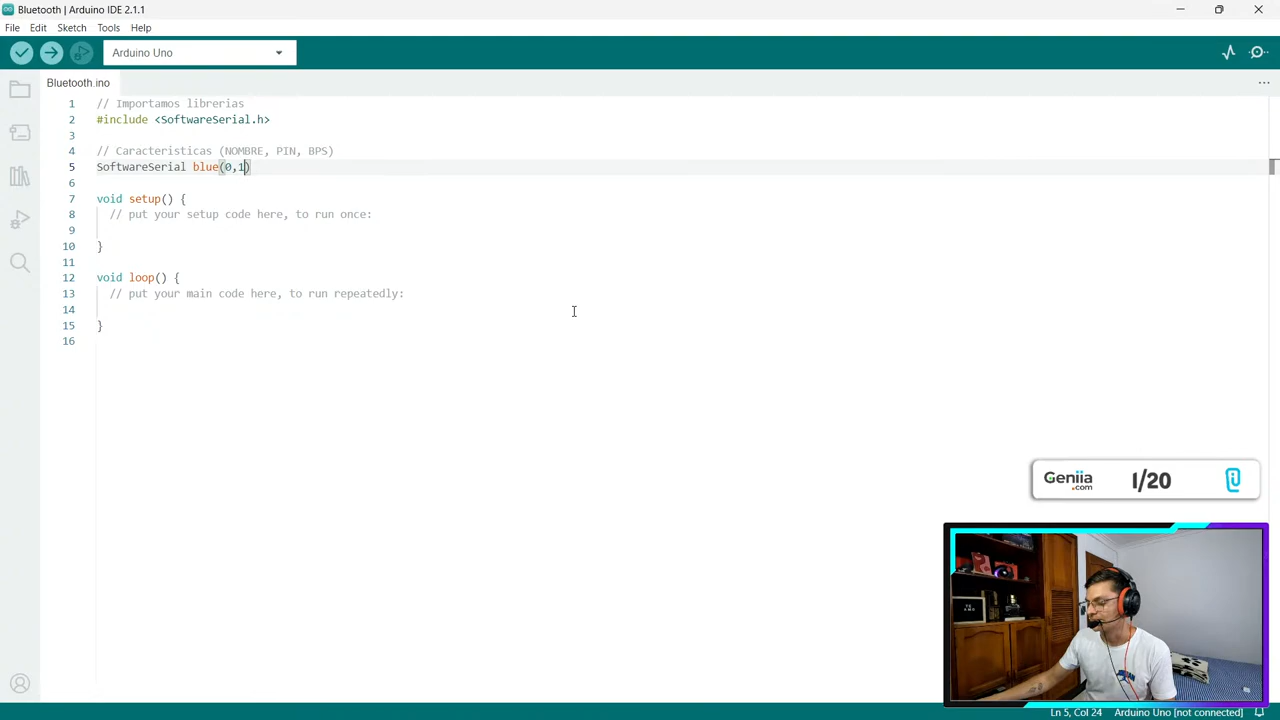 Bluetooth | Arduino IDE 2.1.1
File Edit Sketch Tools Help
Arduino Uno
Bluetooth.ino
1 // Importamos librerias
2 #include <SoftwareSerial.h>
3
4 // Caracteristicas (NOMBRE, PIN, BPS)
5 SoftwareSerial blue(0,1)
6
7 void setup() {
8 // put your setup code here, to run once:
9
10 }
11
12 void loop() {
13 // put your main code here, to run repeatedly:
14
15 }
16
Geniia
.com
1/20
Ln 5, Col 24 Arduino Uno [not connected]